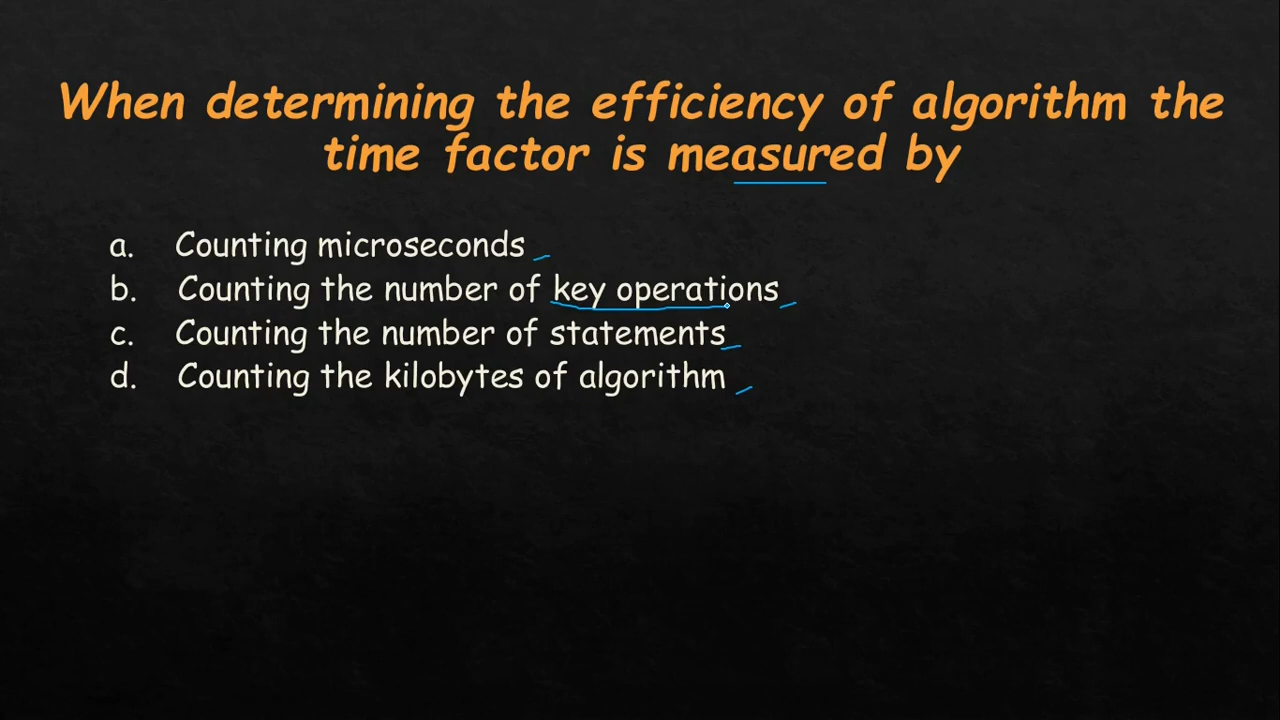 When determining the efficiency of algorithm the
time factor is measured by
a. Counting microseconds
b. Counting the number of key operations
c. Counting the number of statements
d. Counting the kilobytes of algorithm